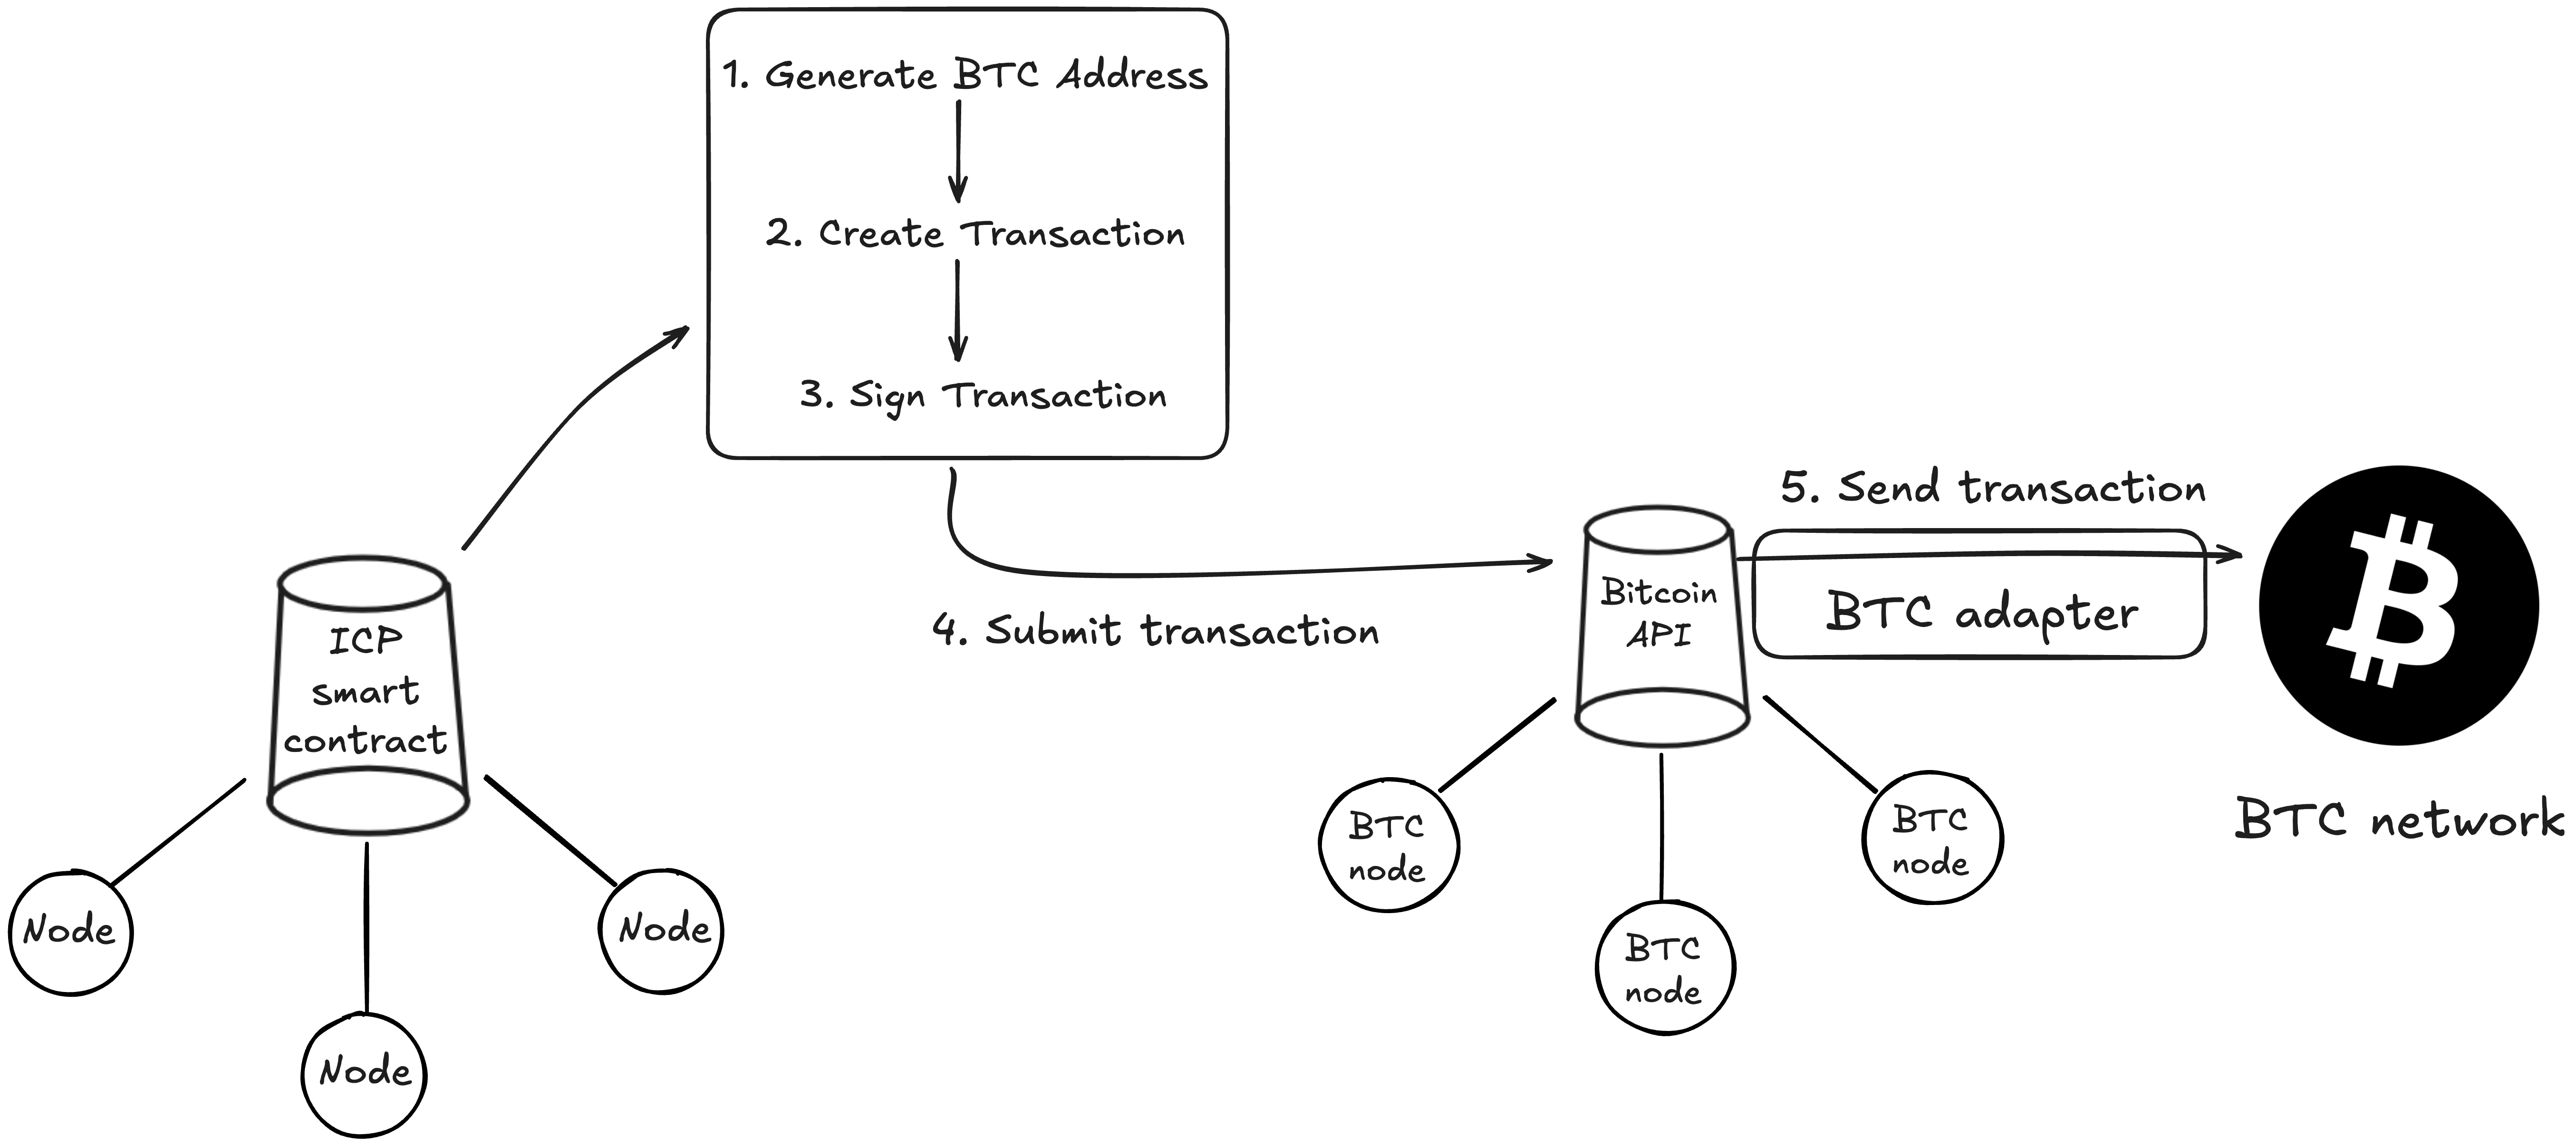 1. Generate BTC Address
2. Create Transaction
3. Sign Transaction
4. Submit transaction
5. Send transaction
BTC adapter
Bitcoin
API
ICP
smart
contract
Node
Node
Node
BTC
node
BTC
node
BTC
node
BTC network